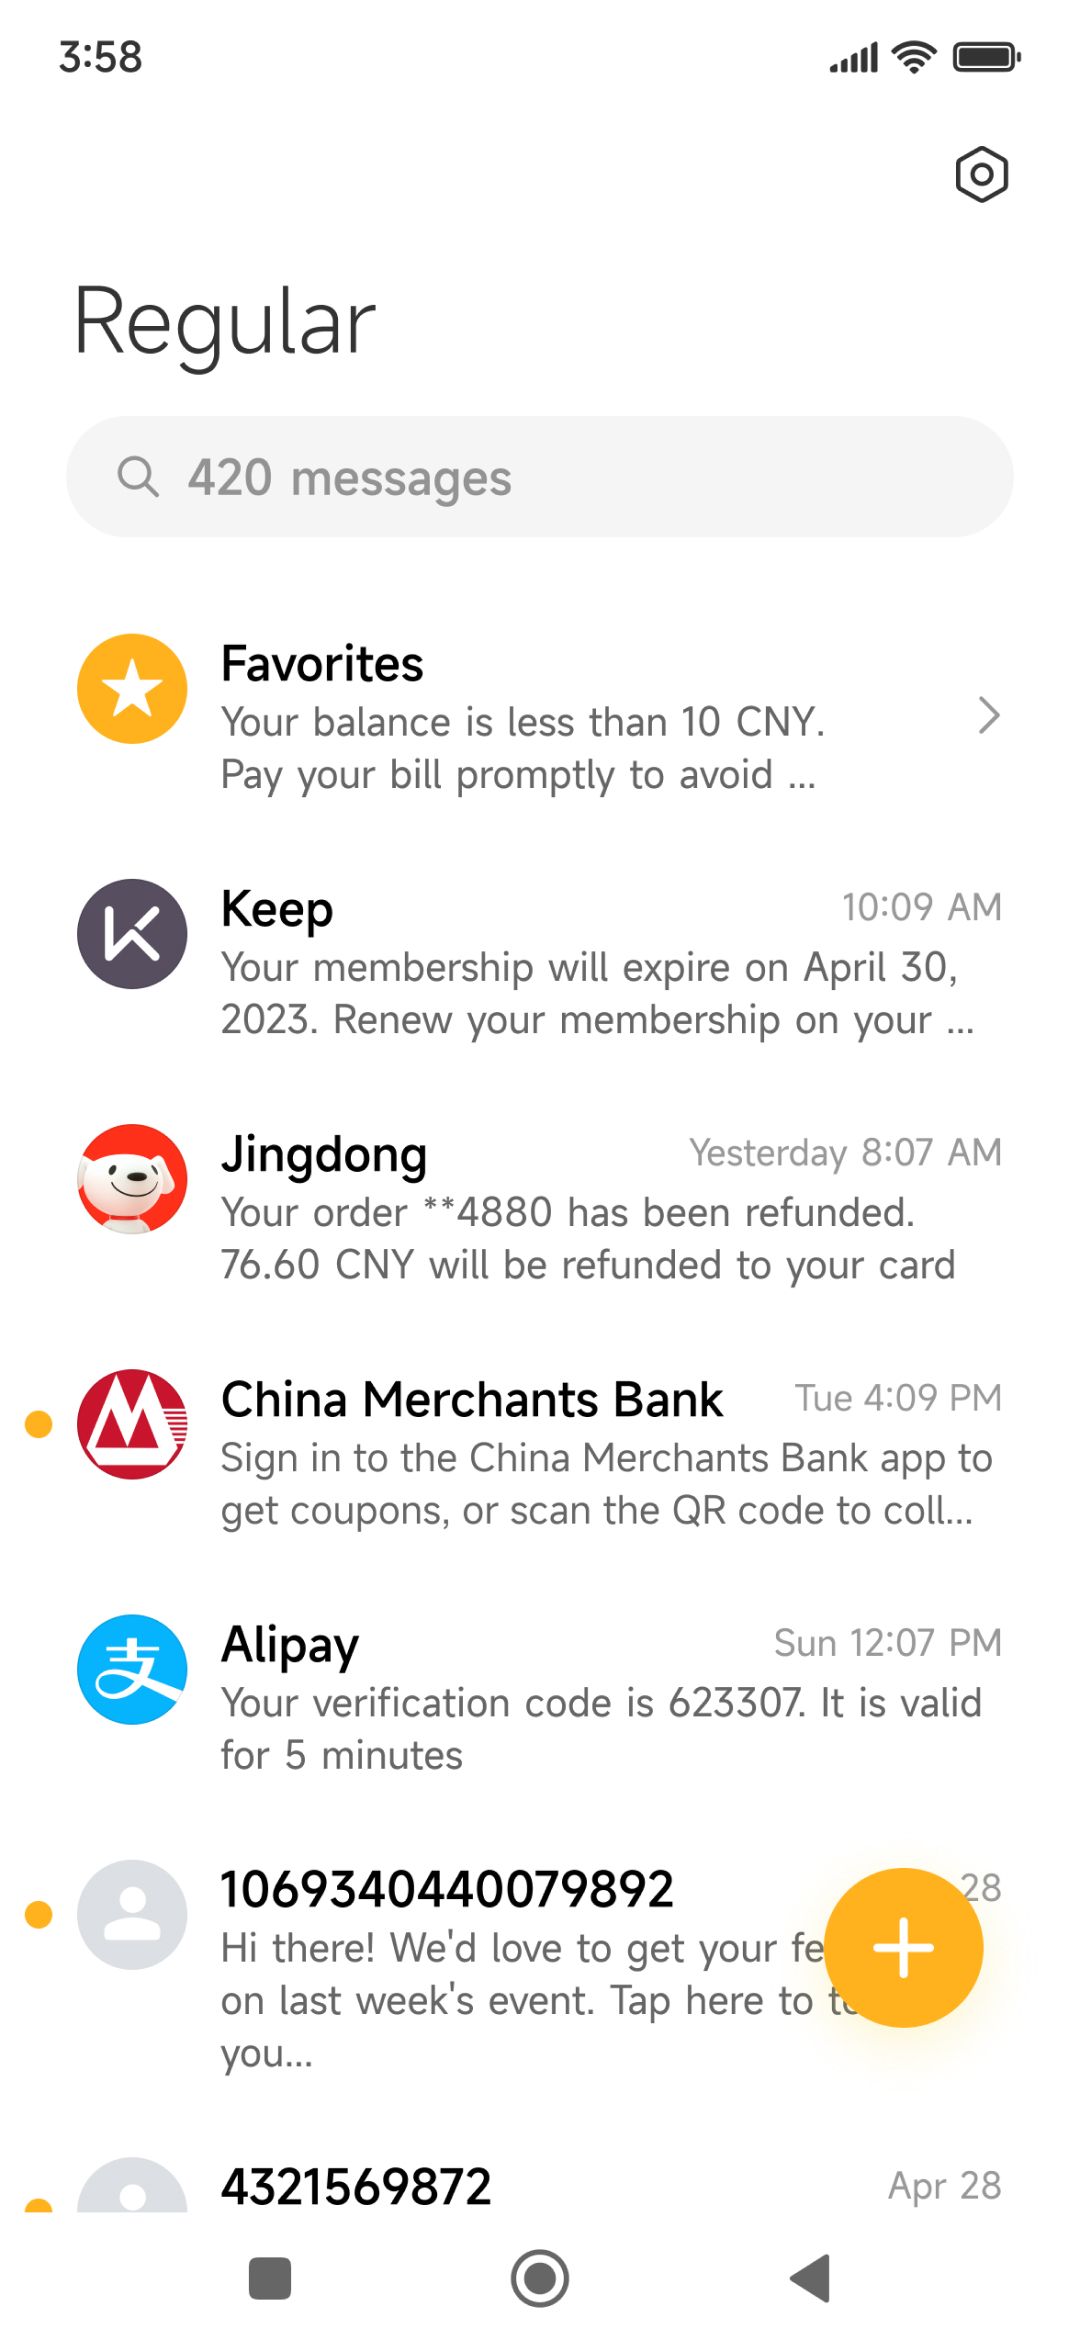 3:58
Regular
420 messages
Favorites
Your balance is less than 10 CNY.
Pay your bill promptly to avoid ...
Keep
10:09 AM
Your membership will expire on April 30,
2023. Renew your membership on your ...
Jingdong
Yesterday 8:07 AM
Your order **4880 has been refunded.
76.60 CNY will be refunded to your card
China Merchants Bank
Tue 4:09 PM
Sign in to the China Merchants Bank app to
get coupons, or scan the QR code to coll...
支
Alipay
Sun 12:07 PM
Your verification code is 623307. It is valid
for 5 minutes
1069340440079892
28
Hi there! We'd love to get your
on last week's event. Tap here to
you...
4321569872
Apr 28